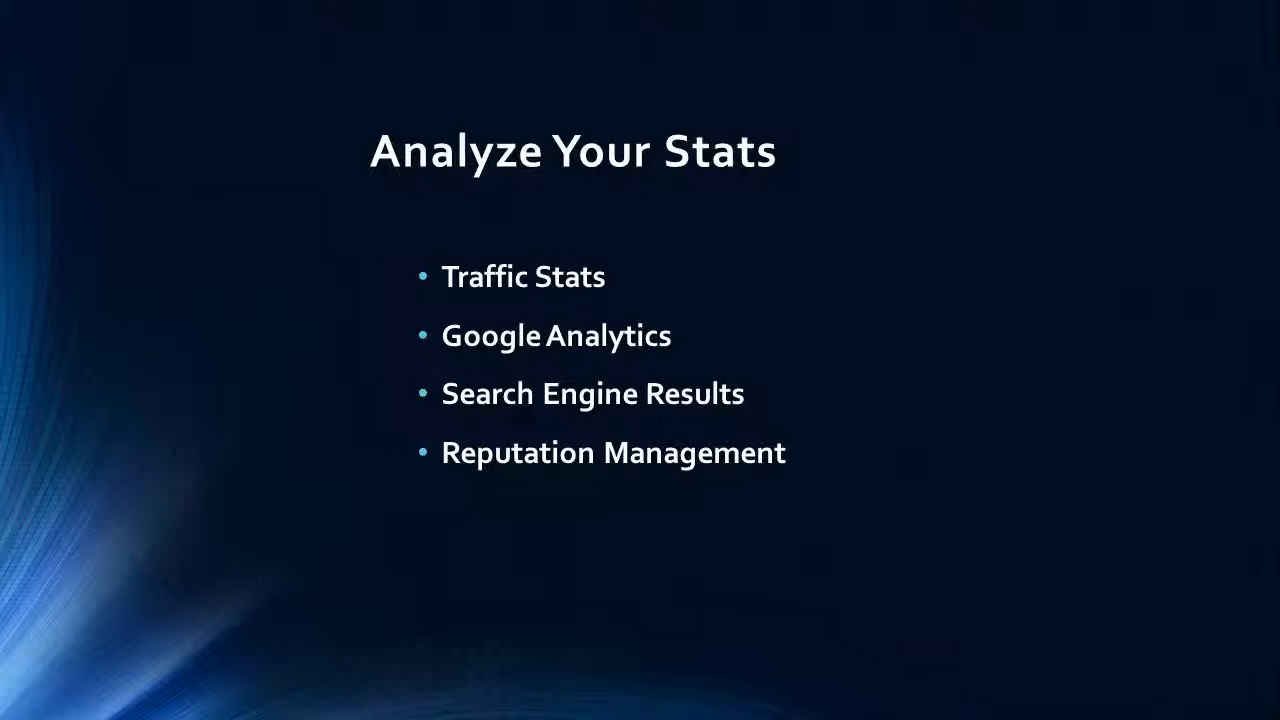 Analyze Your Stats
• Traffic Stats
• Google Analytics
• Search Engine Results
• Reputation Management